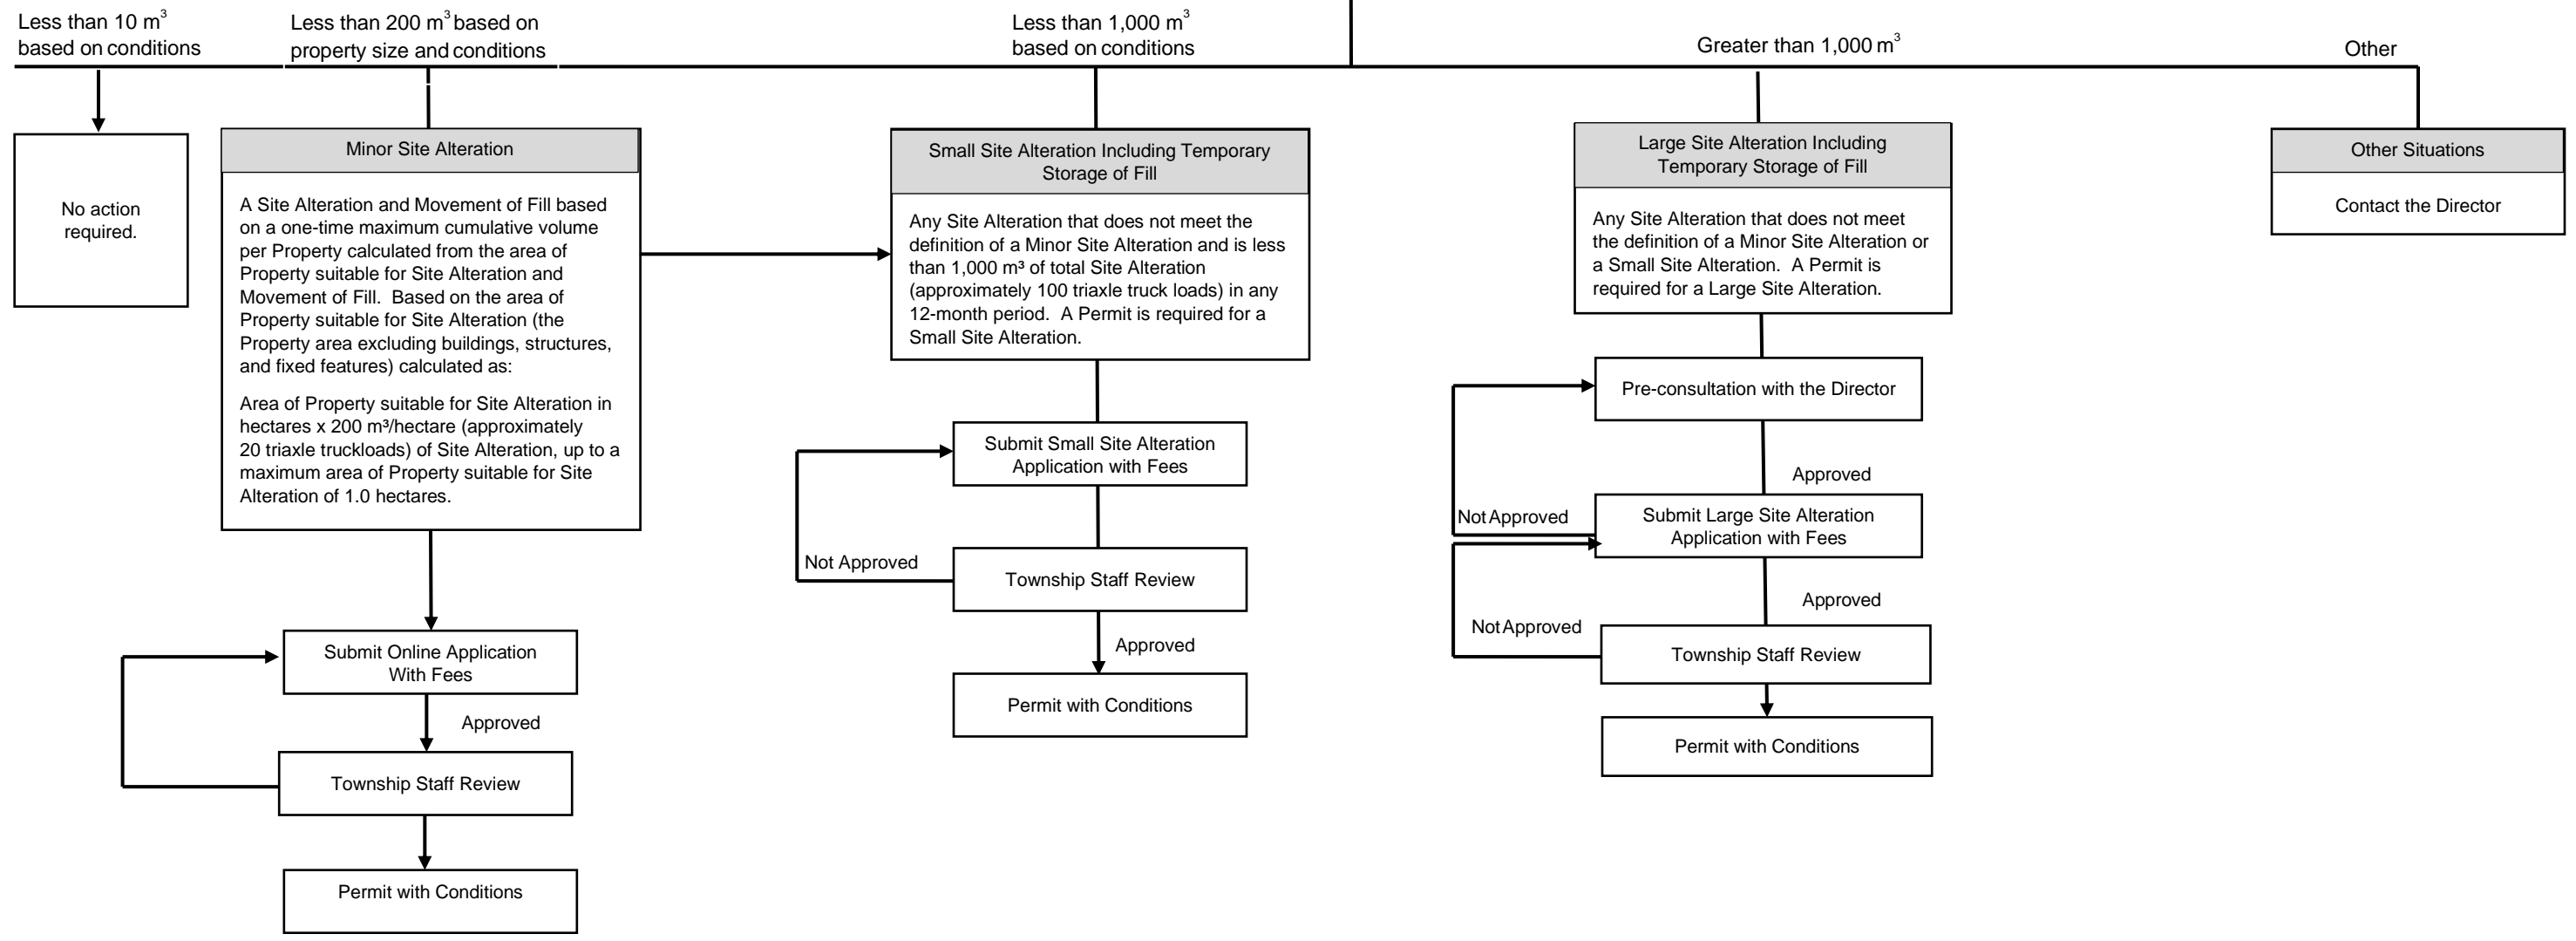 Less than 10 m³
based on conditions
No action
required.
Less than 200 m³ based on
property size and conditions
Minor Site Alteration
A Site Alteration and Movement of Fill based
on a one-time maximum cumulative volume
per Property calculated from the area of
Property suitable for Site Alteration and
Movement of Fill. Based on the area of
Property suitable for Site Alteration (the
Property area excluding buildings, structures,
and fixed features) calculated as:
Area of Property suitable for Site Alteration in
hectares x 200 m³/hectare (approximately
20 triaxle truckloads) of Site Alteration, up to a
maximum area of Property suitable for Site
Alteration of 1.0 hectares.
Submit Online Application
With Fees
Approved
Township Staff Review
Permit with Conditions
Less than 1,000 m³
based on conditions
Small Site Alteration Including Temporary
Storage of Fill
Any Site Alteration that does not meet the
definition of a Minor Site Alteration and is less
than 1,000 m³ of total Site Alteration
(approximately 100 triaxle truck loads) in any
12-month period. A Permit is required for a
Small Site Alteration.
Submit Small Site Alteration
Application with Fees
Not Approved
Township Staff Review
Approved
Permit with Conditions
Greater than 1,000 m³
Large Site Alteration Including
Temporary Storage of Fill
Any Site Alteration that does not meet
the definition of a Minor Site Alteration or
a Small Site Alteration. A Permit is
required for a Large Site Alteration.
Pre-consultation with the Director
Approved
Not Approved
Submit Large Site Alteration
Application with Fees
Approved
Not Approved
Township Staff Review
Permit with Conditions
Other
Other Situations
Contact the Director